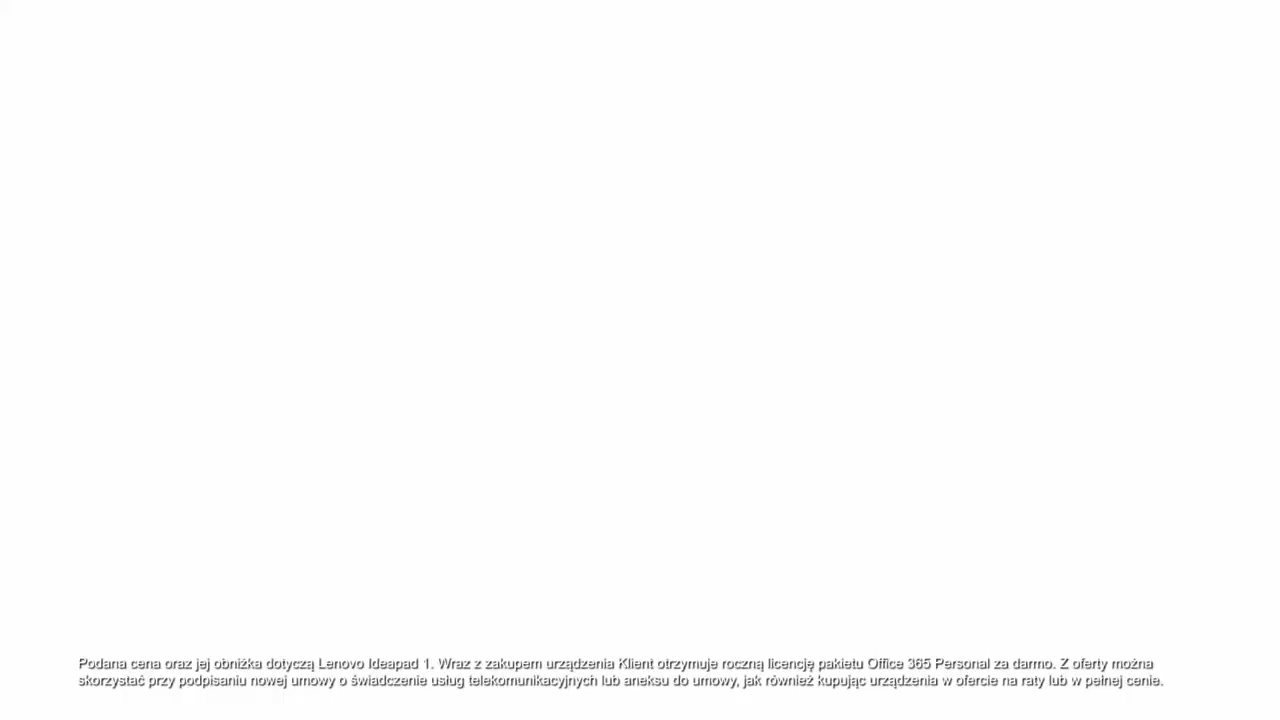 Podana cena oraz jej obniżka dotyczą Lenovo Ideapad 1. Wraz z zakupem urządzenia Klient otrzymuje roczną licencję pakietu Office 365 Personal za darmo. Z oferty można
skorzystać przy podpisaniu nowej umowy o świadczenie usług telekomunikacyjnych lub aneksu do umowy, jak również kupując urządzenia w ofercie na raty lub w pełnej cenie.